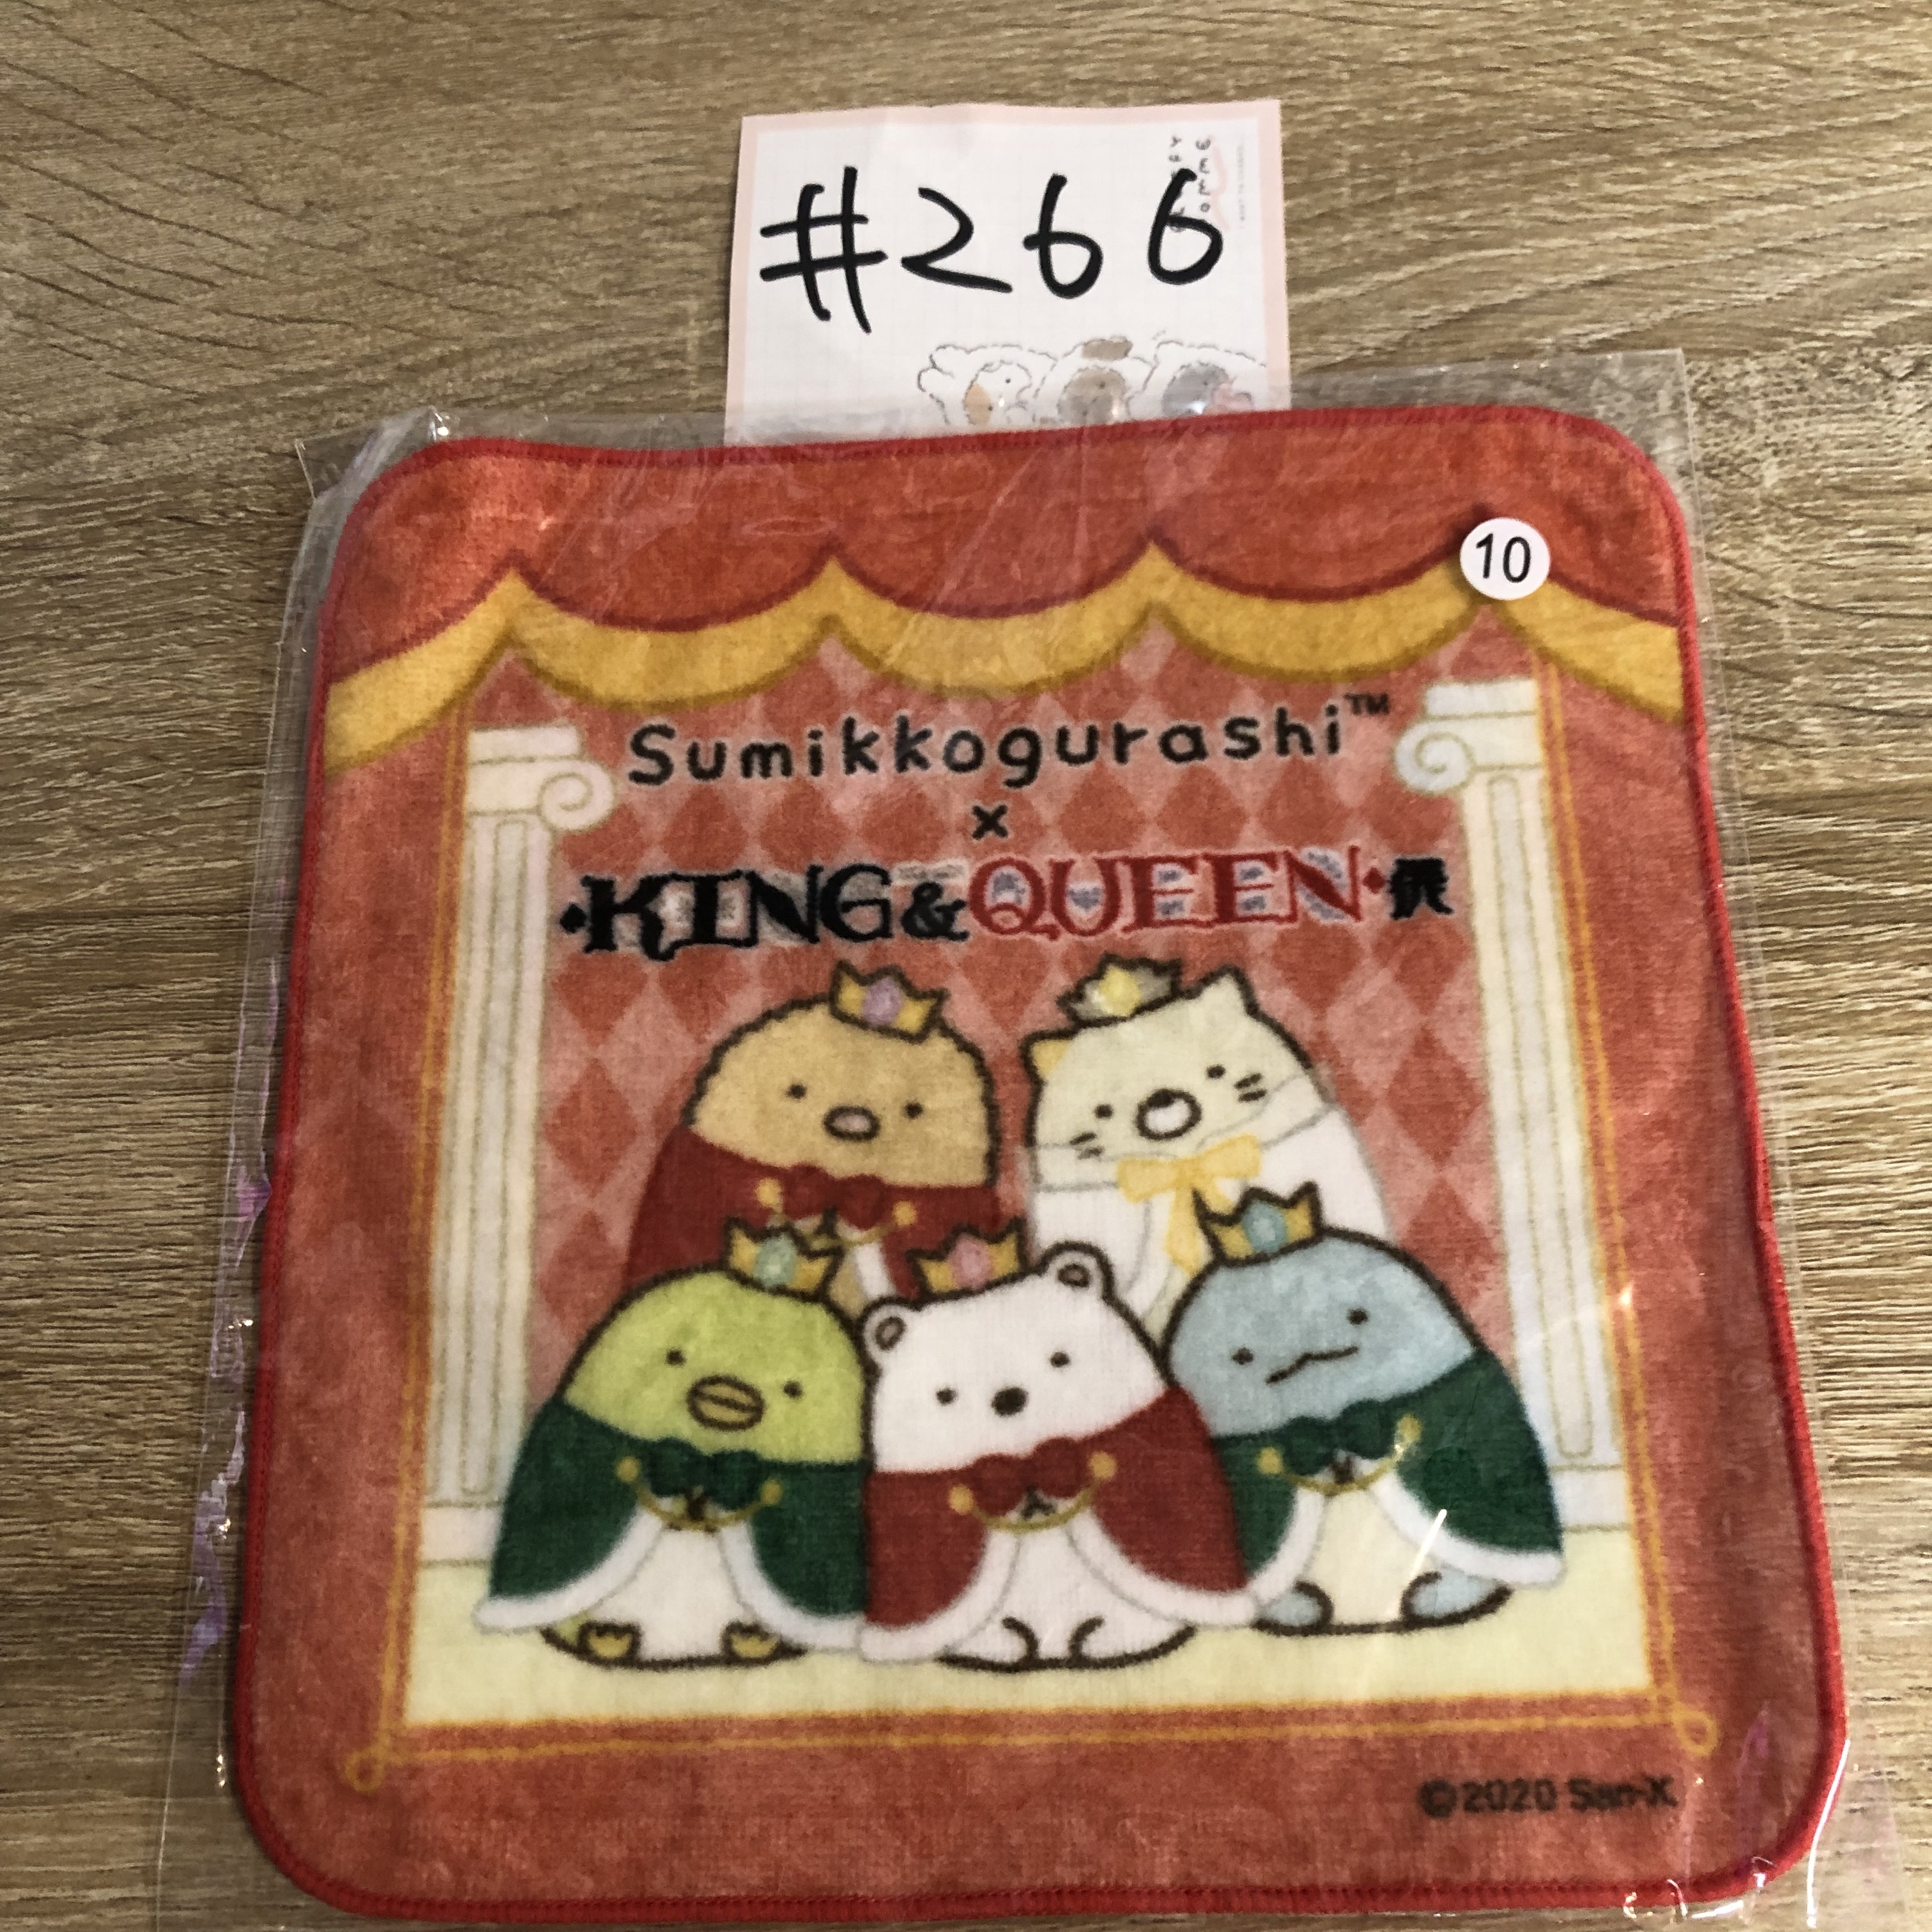 #266
10
Sumikkogurashi™
x
KING&QUEEN展
©2020 San-X